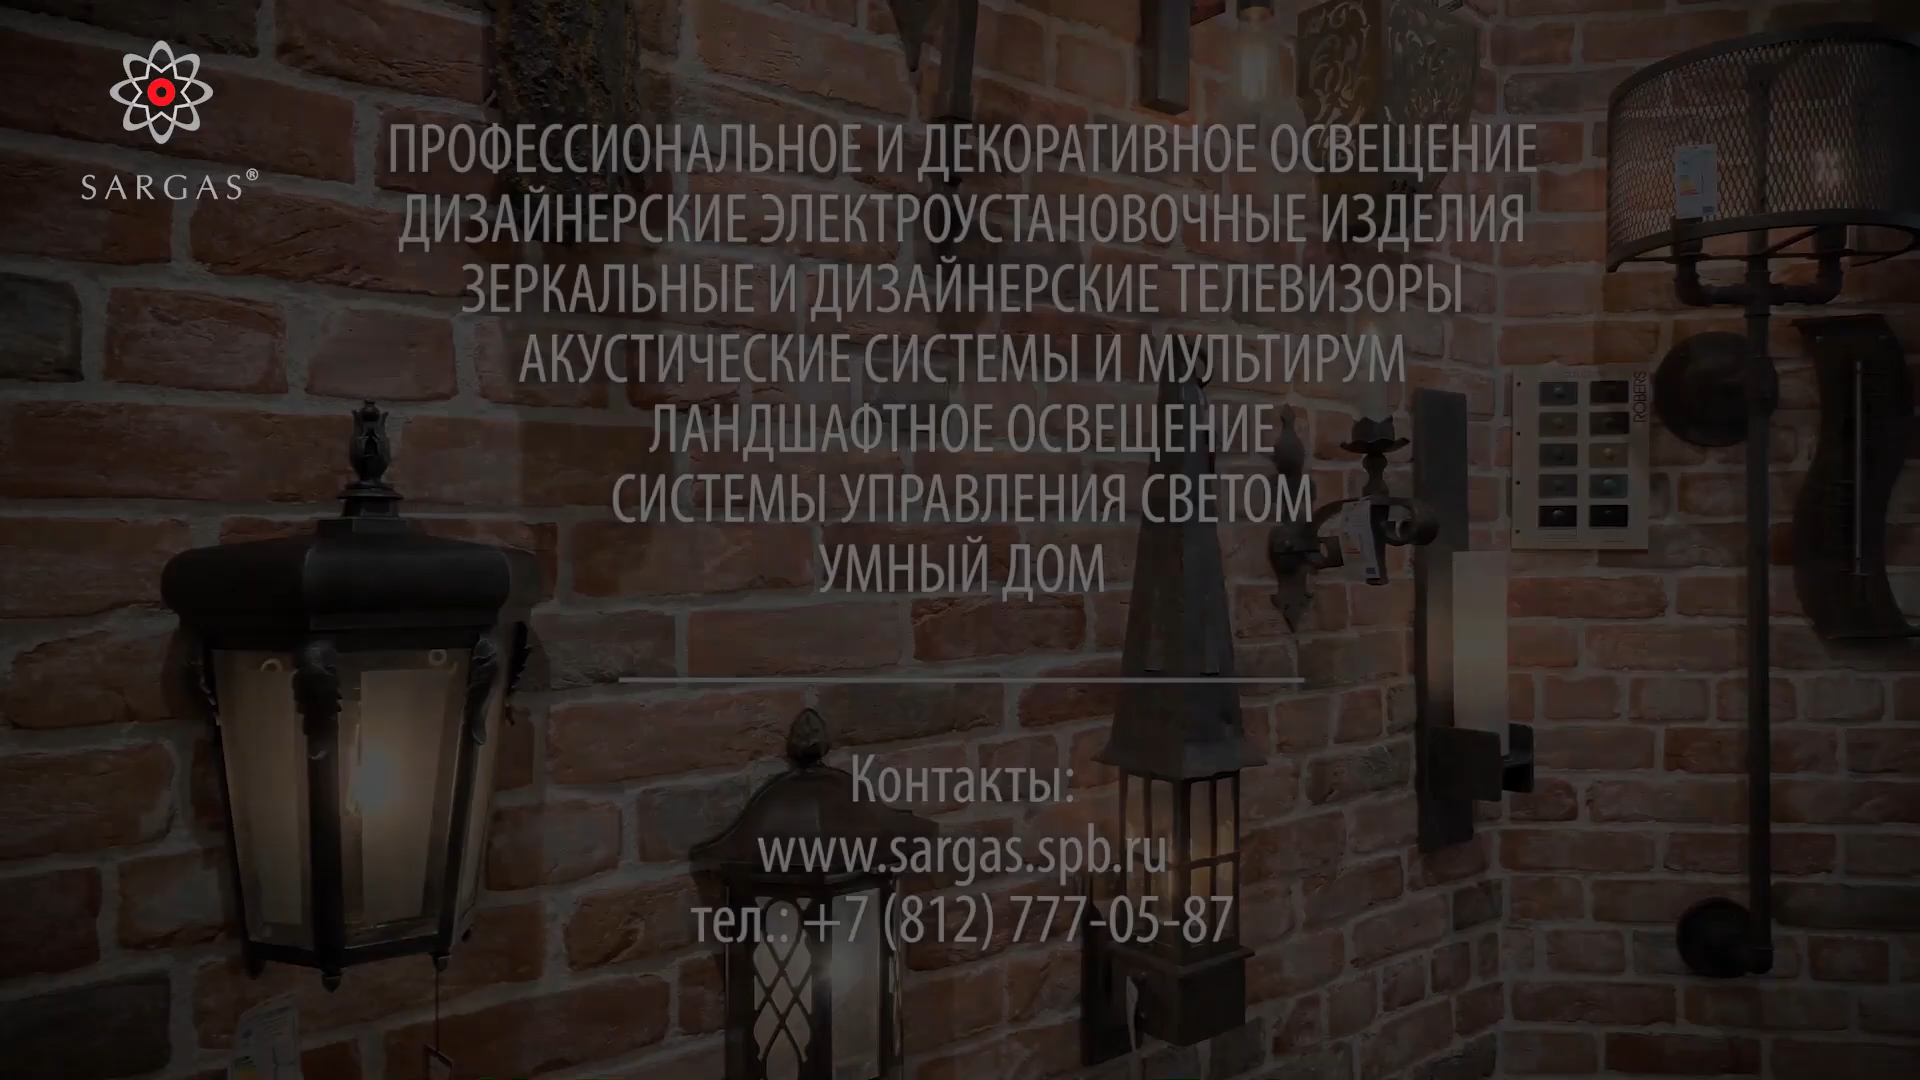 SARGAS®
ПРОФЕССИОНАЛЬНОЕ И ДЕКОРАТИВНОЕ ОСВЕЩЕНИЕ
ДИЗАЙНЕРСКИЕ ЭЛЕКТРОУСТАНОВОЧНЫЕ ИЗДЕЛИЯ
ЗЕРКАЛЬНЫЕ И ДИЗАЙНЕРСКИЕ ТЕЛЕВИЗОРЫ
АКУСТИЧЕСКИЕ СИСТЕМЫ И МУЛЬТИРУМ
ЛАНДШАФТНОЕ ОСВЕЩЕНИЕ
СИСТЕМЫ УПРАВЛЕНИЯ СВЕТОМ
УМНЫЙ ДОМ
ROBERS
Контакты:
www.sargas.spb.ru
тел.: +7 (812) 777-05-87